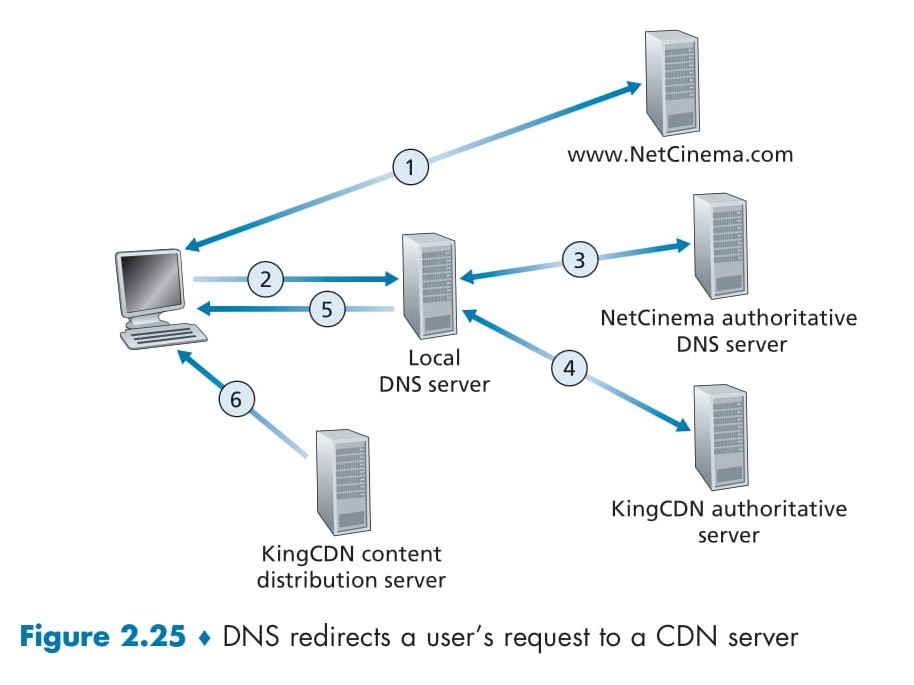 www.NetCinema.com
1
2
3
5
NetCinema authoritative
DNS server
Local
DNS server
4
6
KingCDN authoritative
server
KingCDN content
distribution server
Figure 2.25 ♦ DNS redirects a user's request to a CDN server